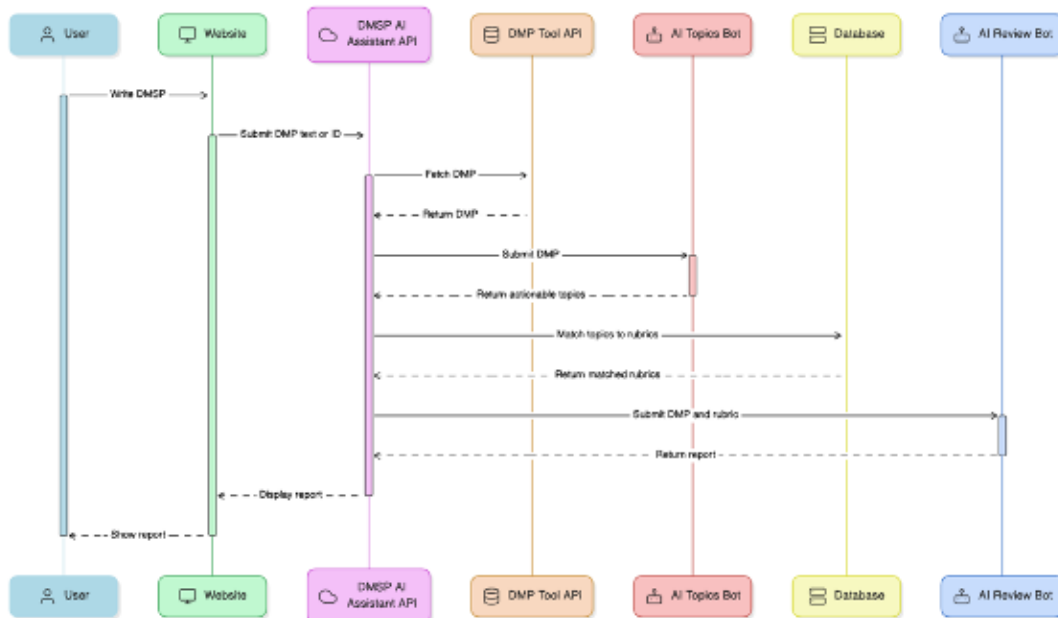 User
Website
DMSP AI
Assistant API
DMP Tool API
AI Topics Bot
Database
AI Review Bot
Write DMSP
Submit DMP text or ID
Fetch DMP
Return DMP
Submit DMP
Return actionable topics
Match topics to rubrics
Return matched rubrics
Submit DMP and rubric
Return report
Display report
Show report
User
Website
DMSP AI
Assistant API
DMP Tool API
AI Topics Bot
Database
AI Review Bot